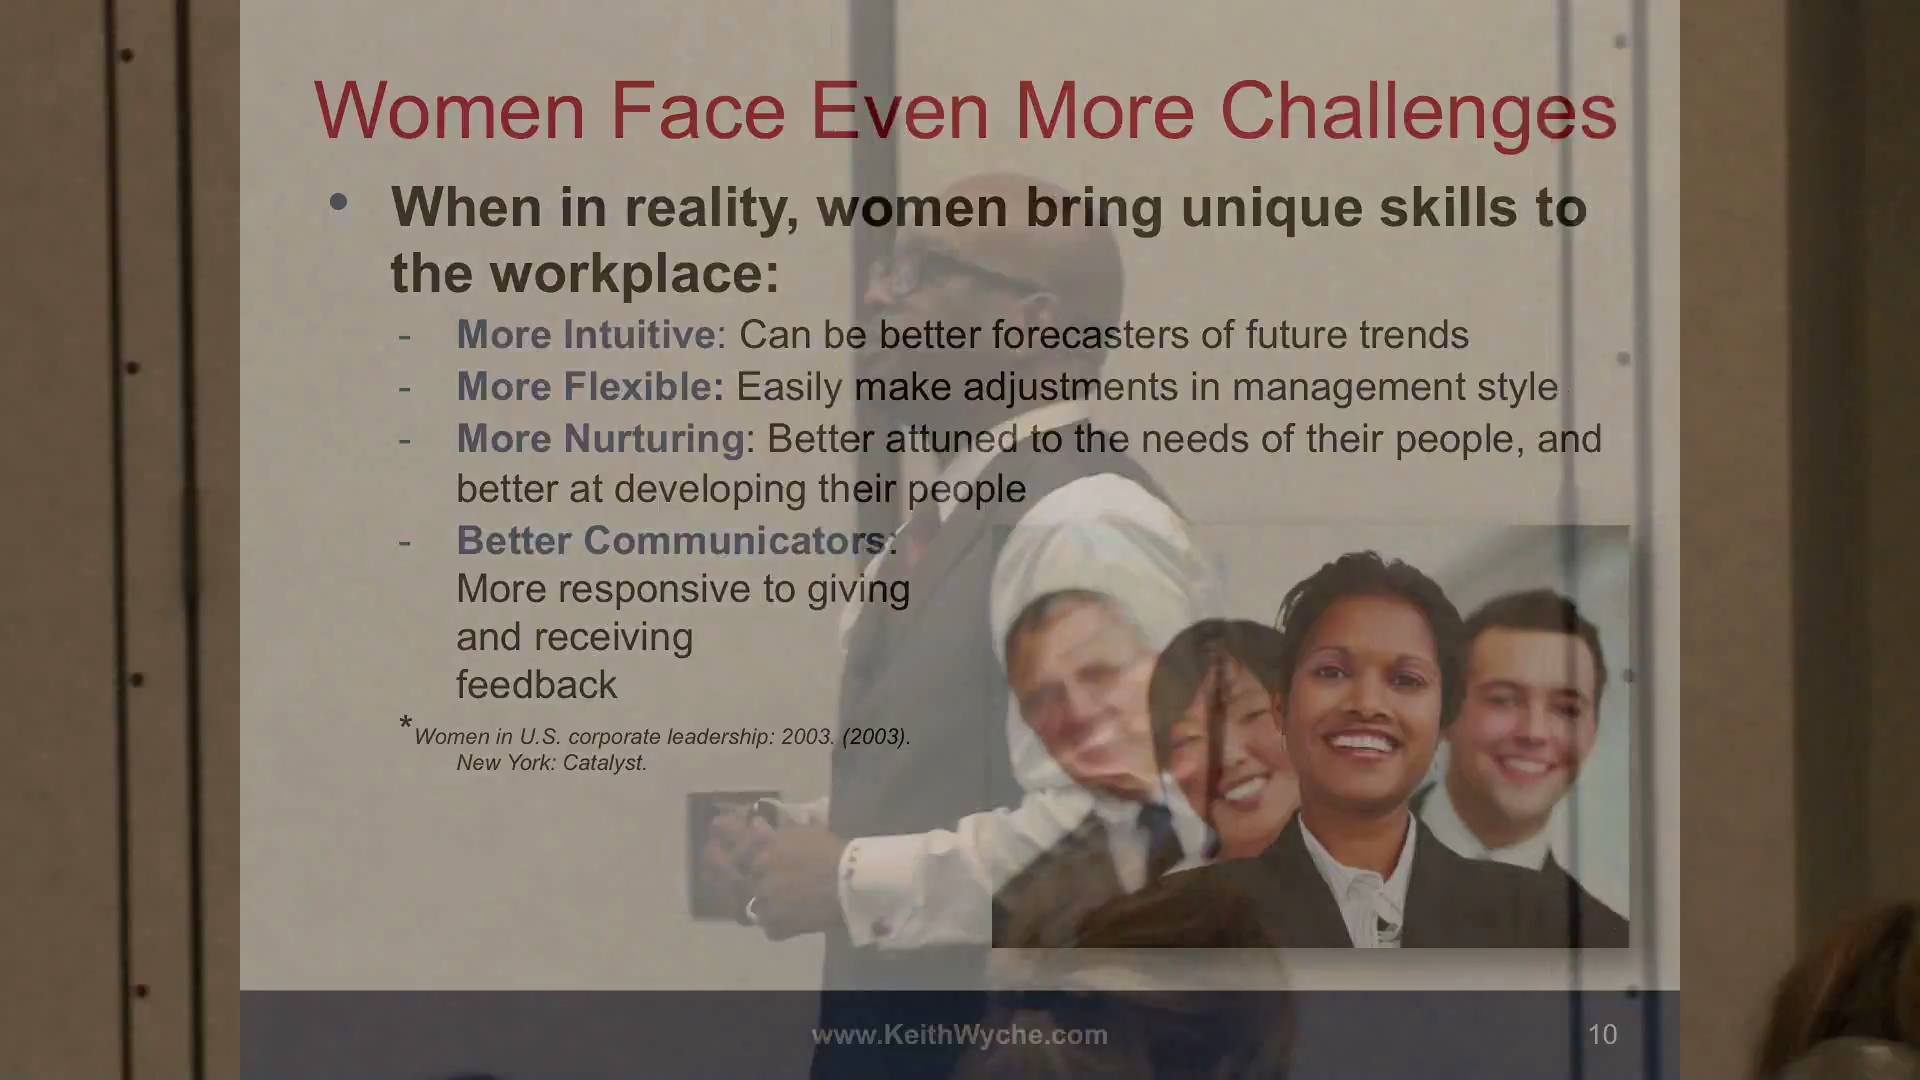 Women Face Even More Challenges
• When in reality, women bring unique skills to
the workplace:
- More Intuitive: Can be better forecasters of future trends
- More Flexible: Easily make adjustments in management style
- More Nurturing: Better attuned to the needs of their people, and
better at developing their people
- Better Communicators:
More responsive to giving
and receiving
feedback
*Women in U.S. corporate leadership: 2003. (2003).
New York: Catalyst.
www.KeithWyche.com
10